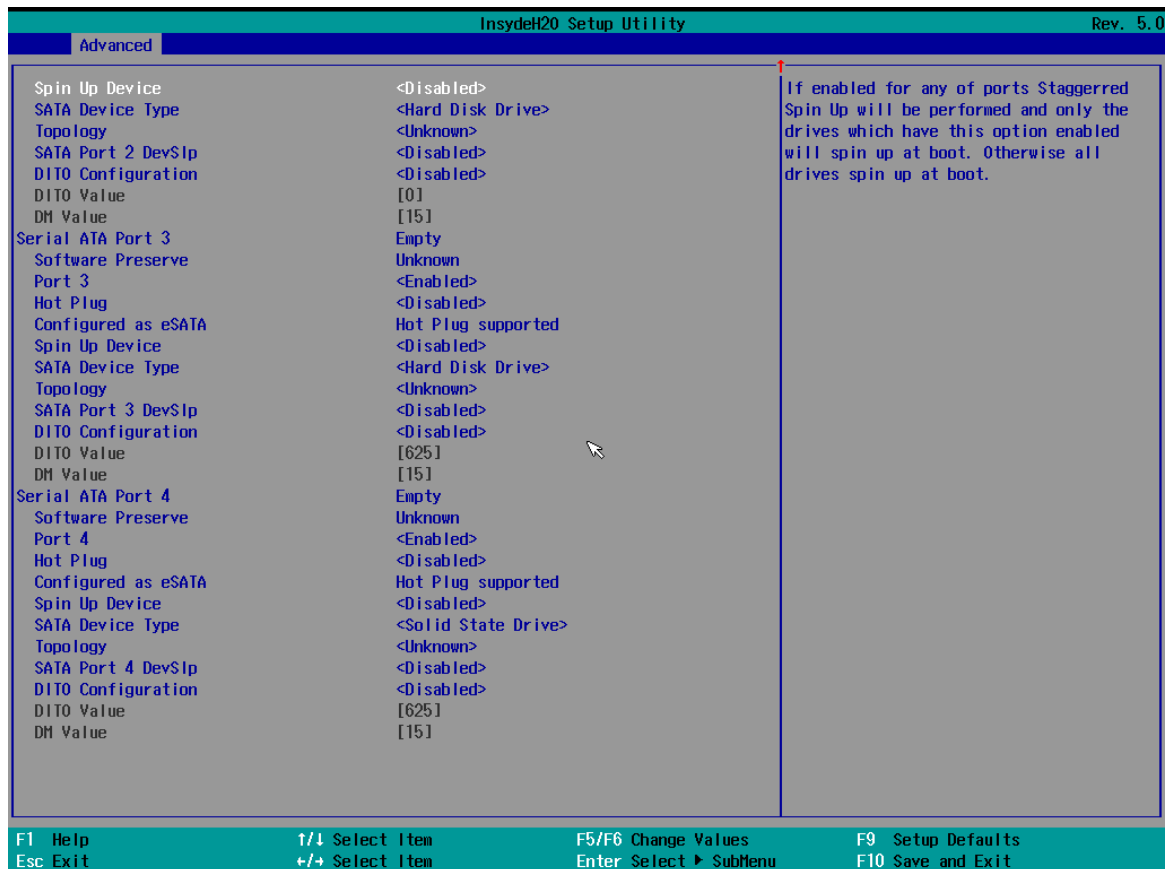 InsydeH20 Setup Utility Rev. 5.0
Advanced
Spin Up Device <Disabled>
SATA Device Type <Hard Disk Drive>
Topology <Unknown>
SATA Port 2 DevSlp <Disabled>
DITO Configuration <Disabled>
DITO Value [0]
DM Value [15]
Serial ATA Port 3 Empty
Software Preserve Unknown
Port 3 <Enabled>
Hot Plug <Disabled>
Configured as eSATA Hot Plug supported
Spin Up Device <Disabled>
SATA Device Type <Hard Disk Drive>
Topology <Unknown>
SATA Port 3 DevSlp <Disabled>
DITO Configuration <Disabled>
DITO Value [625]
DM Value [15]
Serial ATA Port 4 Empty
Software Preserve Unknown
Port 4 <Enabled>
Hot Plug <Disabled>
Configured as eSATA Hot Plug supported
Spin Up Device <Disabled>
SATA Device Type <Solid State Drive>
Topology <Unknown>
SATA Port 4 DevSlp <Disabled>
DITO Configuration <Disabled>
DITO Value [625]
DM Value [15]
If enabled for any of ports Staggerred
Spin Up will be performed and only the
drives which have this option enabled
will spin up at boot. Otherwise all
drives spin up at boot.
F1 Help ↑/↓ Select Item F5/F6 Change Values F9 Setup Defaults
Esc Exit ←/→ Select Item Enter Select ▶ SubMenu F10 Save and Exit